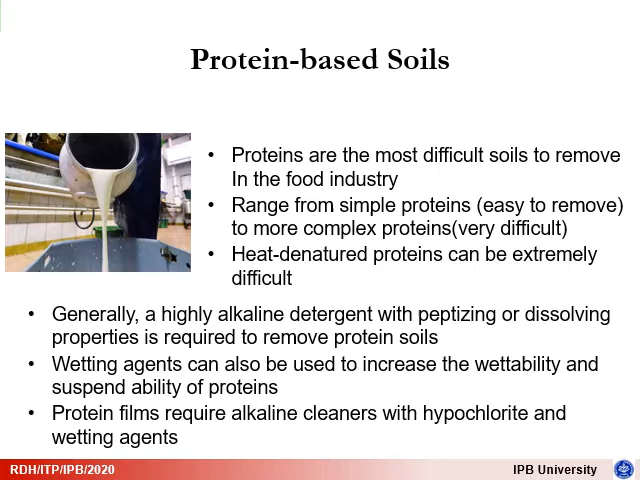 Protein-based Soils
• Proteins are the most difficult soils to remove
In the food industry
• Range from simple proteins (easy to remove)
to more complex proteins(very difficult)
• Heat-denatured proteins can be extremely
difficult
• Generally, a highly alkaline detergent with peptizing or dissolving
properties is required to remove protein soils
• Wetting agents can also be used to increase the wettability and
suspend ability of proteins
• Protein films require alkaline cleaners with hypochlorite and
wetting agents
RDH/ITP/IPB/2020
IPB University